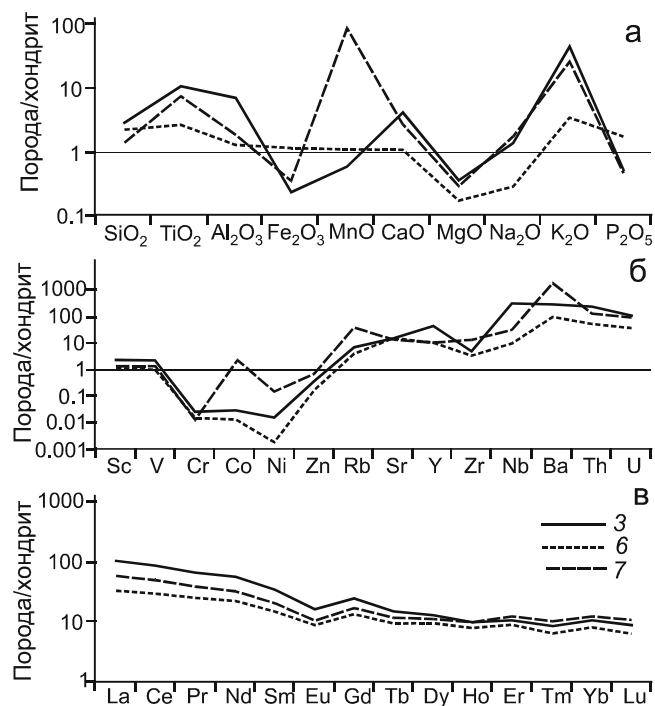 а
Порода/хондрит
100
10
1
0.1
SiO₂ TiO₂ Al₂O₃ Fe₂O₃ MnO CaO MgO Na₂O K₂O P₂O₅
б
Порода/хондрит
1000
100
10
1
0.1
0.01
0.001
Sc V Cr Co Ni Zn Rb Sr Y Zr Nb Ba Th U
в
Порода/хондрит
1000
100
10
1
3
6
7
La Ce Pr Nd Sm Eu Gd Tb Dy Ho Er Tm Yb Lu